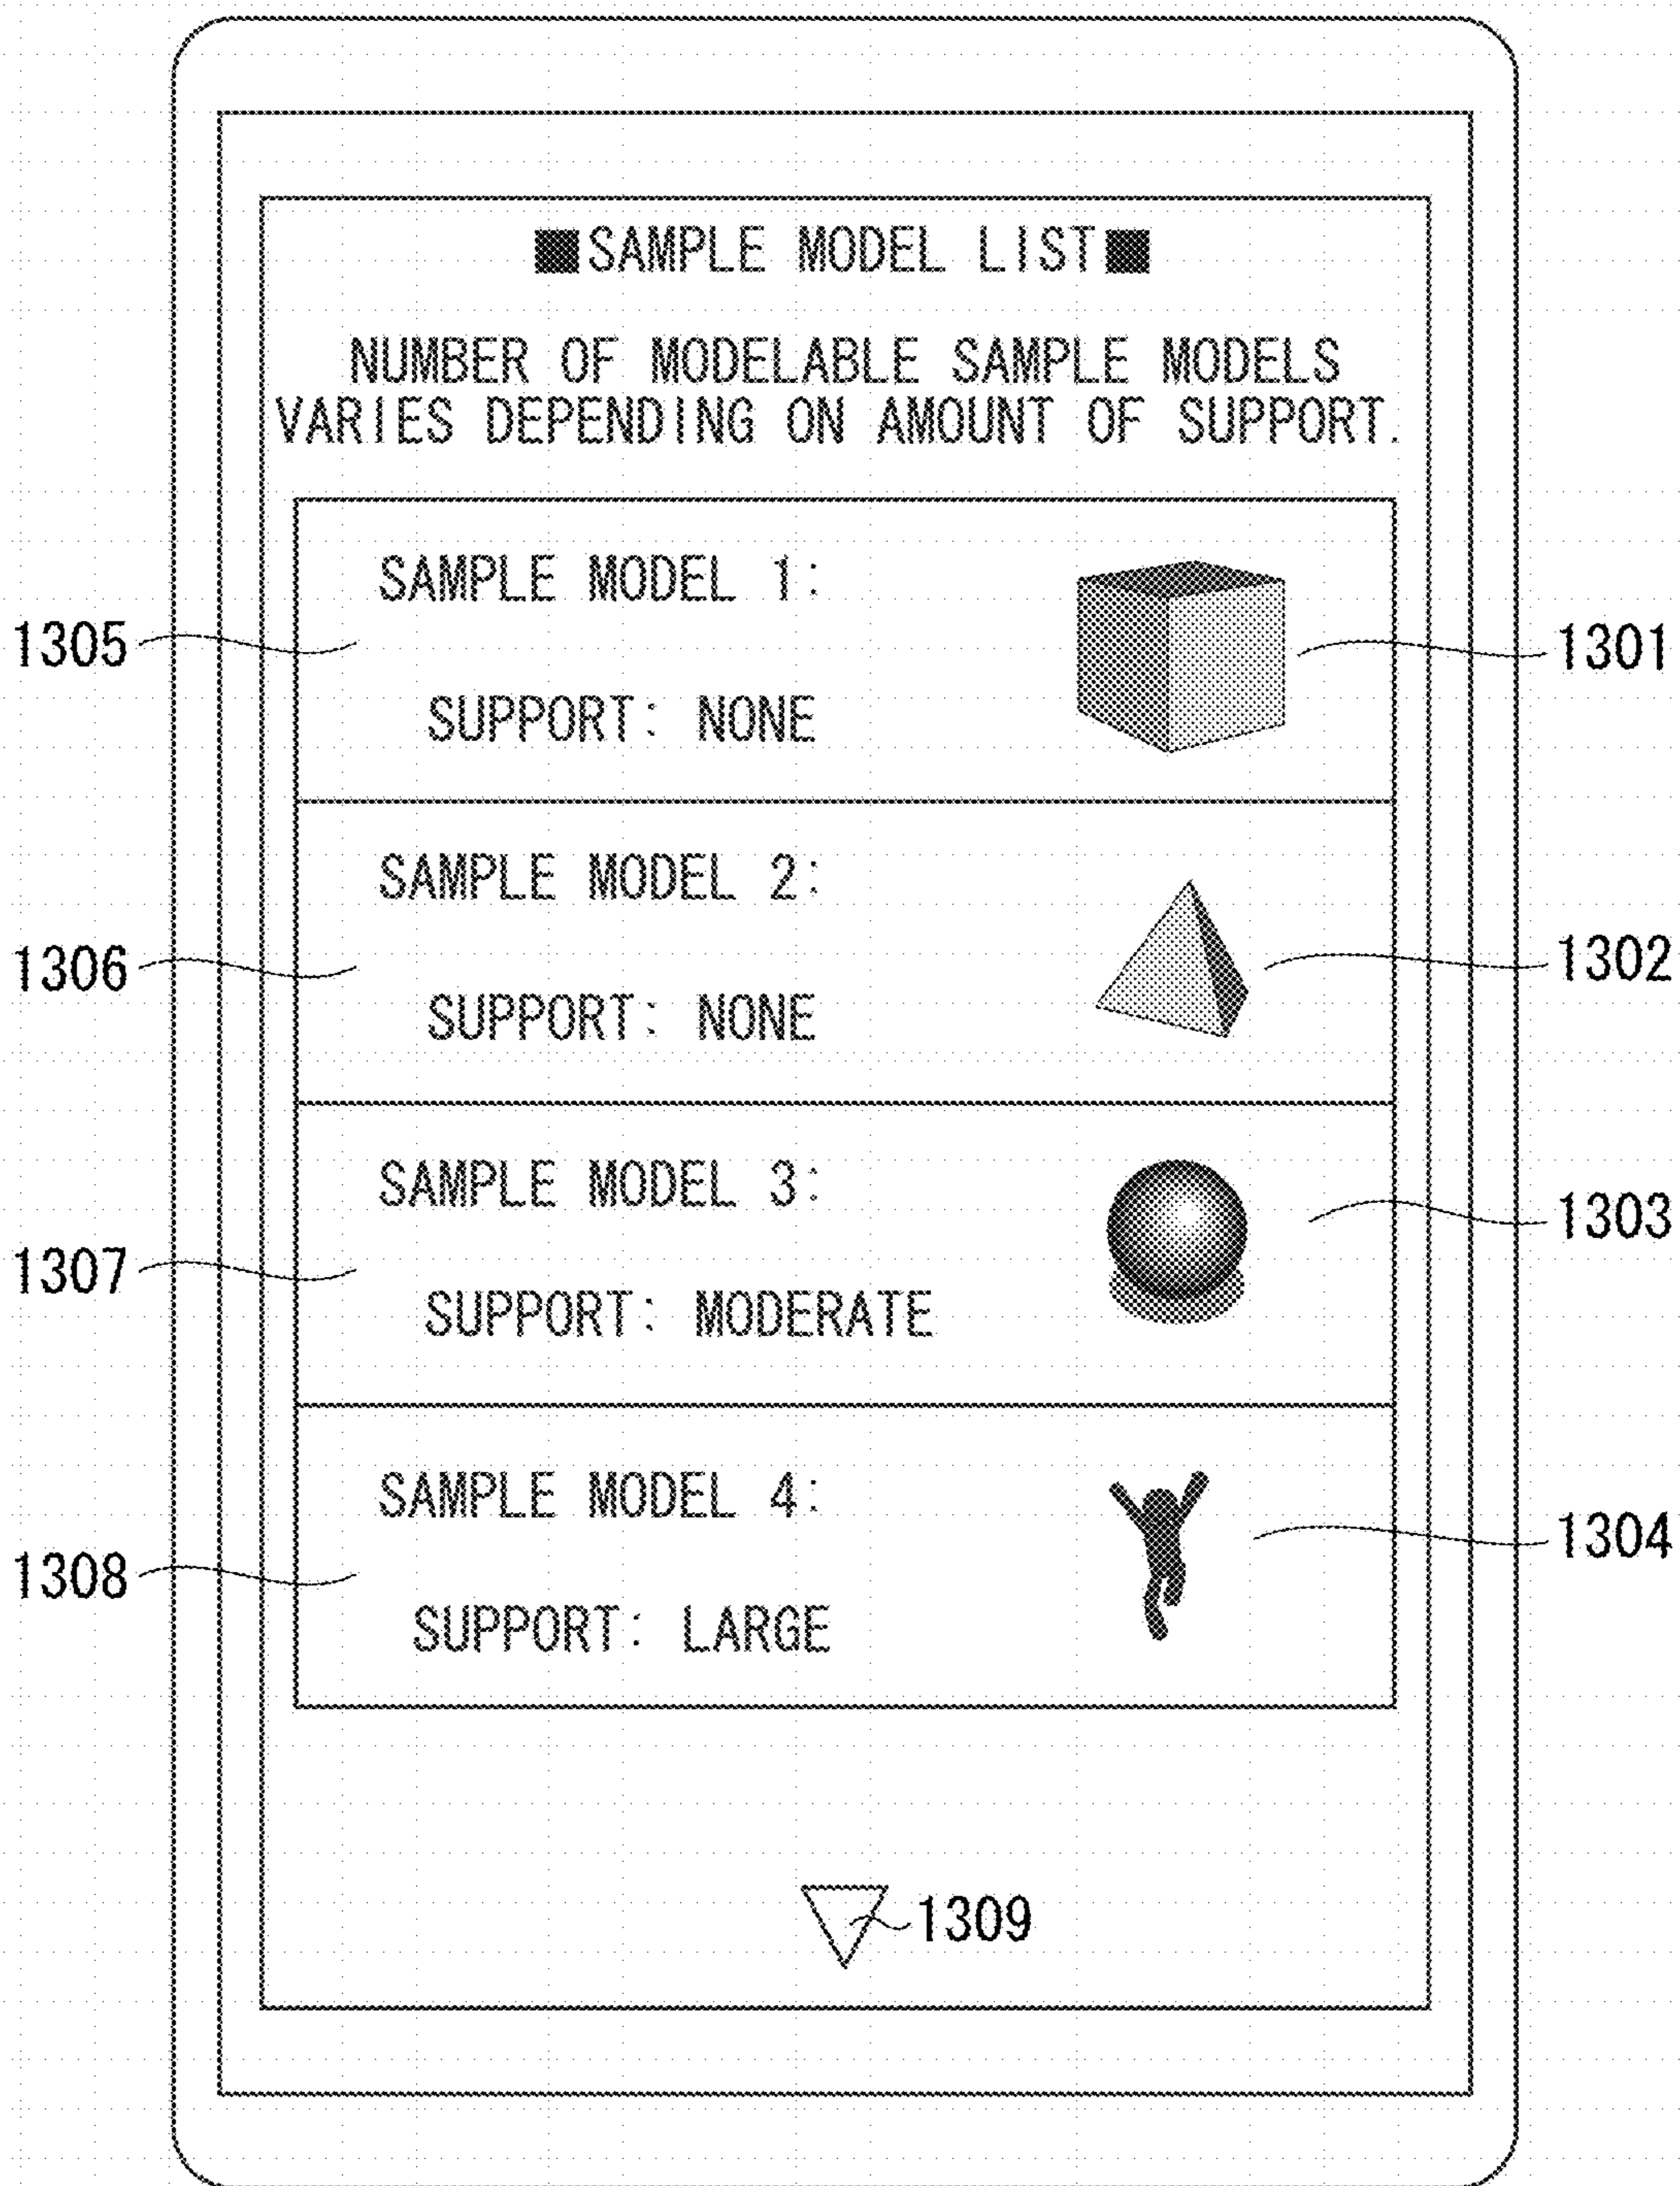 ■SAMPLE MODEL LIST■
NUMBER OF MODELABLE SAMPLE MODELS
VARIES DEPENDING ON AMOUNT OF SUPPORT.
SAMPLE MODEL 1:
1305
1301
SUPPORT: NONE
SAMPLE MODEL 2:
1306
1302
SUPPORT: NONE
SAMPLE MODEL 3:
1307
1303
SUPPORT: MODERATE
SAMPLE MODEL 4:
1308
1304
SUPPORT: LARGE
1309